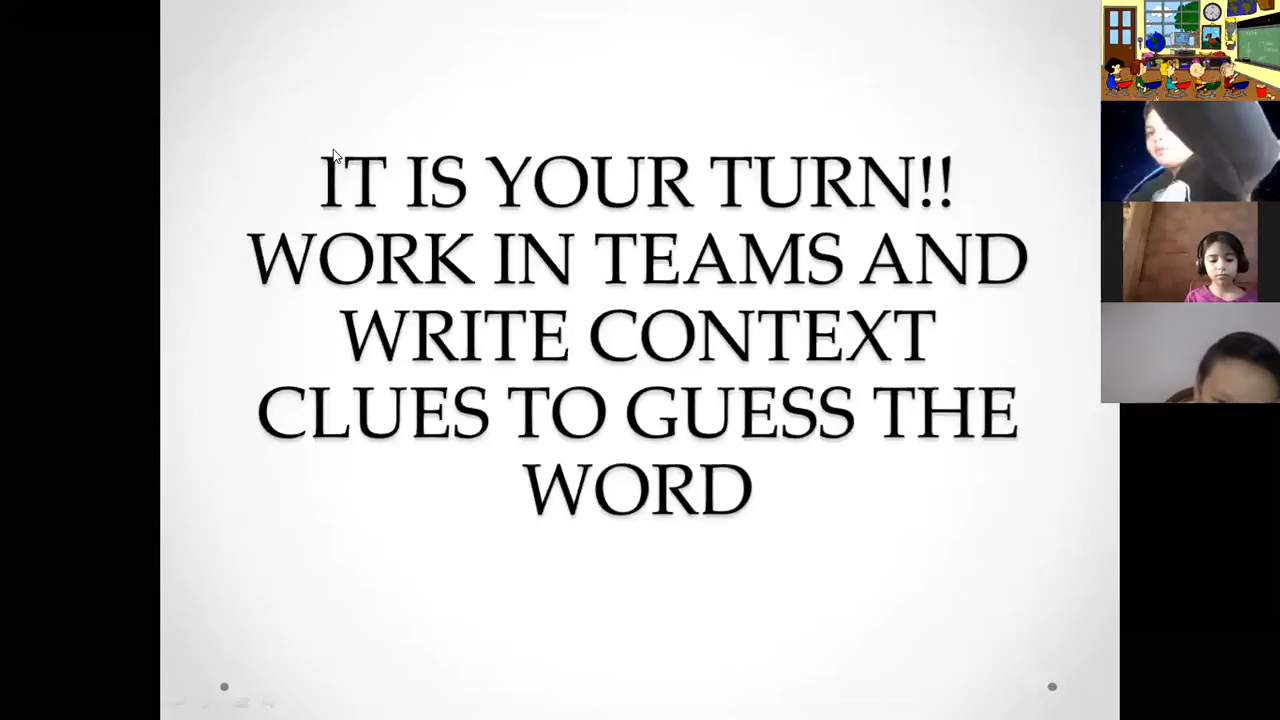 IT IS YOUR TURN!!
WORK IN TEAMS AND
WRITE CONTEXT
CLUES TO GUESS THE
WORD